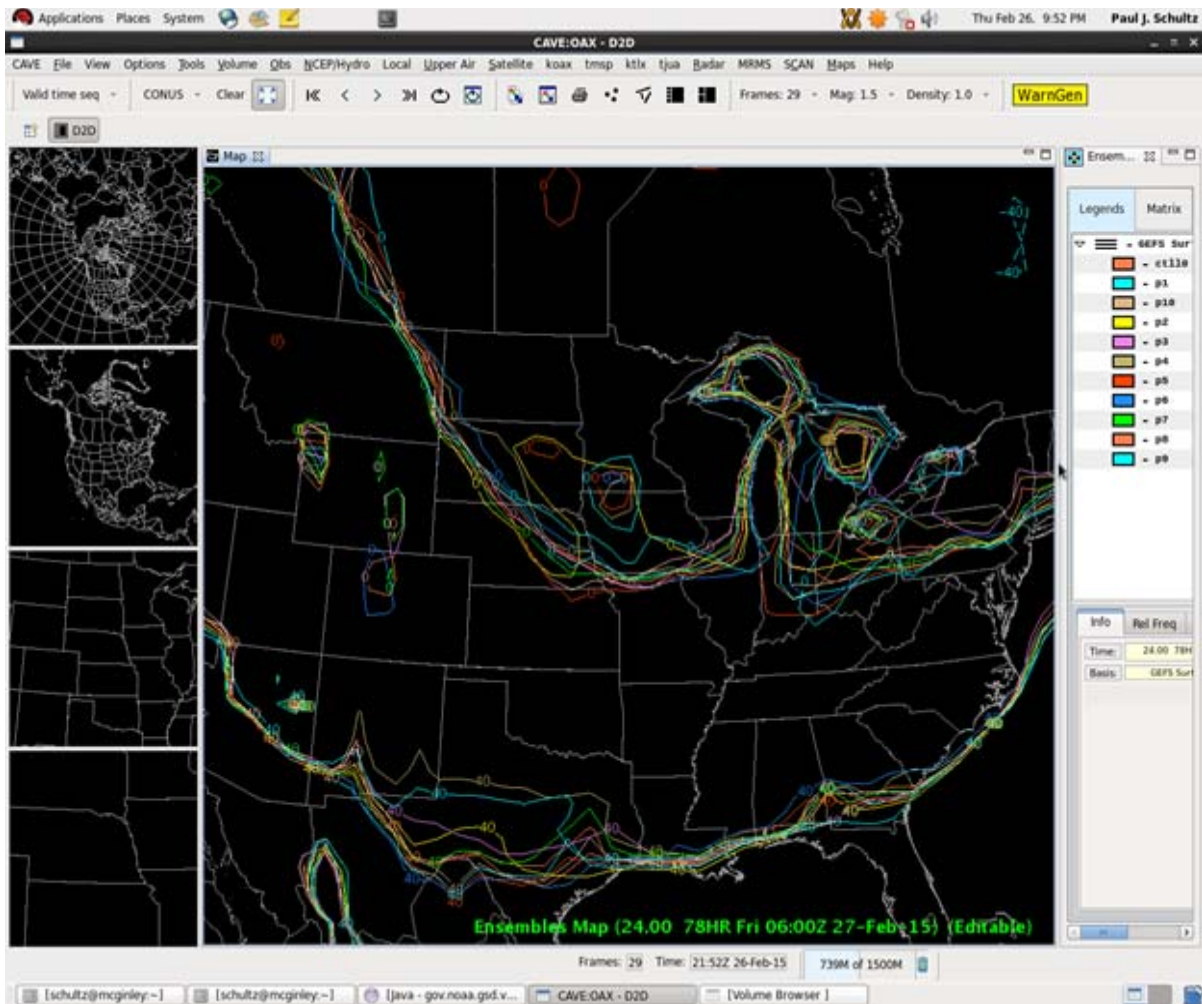 Applications Places System Thu Feb 26, 9:52 PM Paul J. Schultz
CAVE:OAX - D2D
CAVE File View Options Tools Volume Obs NCEP/Hydro Local Upper Air Satellite koax tmsp ktlx tjua Radar MRMS SCAN Maps Help
Valid time seq CONUS Clear Frames: 29 Mag: 1.5 Density: 1.0 WarnGen
D2D
Map Ensem...
Legends Matrix
GEFS Sur
ctl10
p1
p10
p2
p3
p4
p5
p6
p7
p8
p9
-40
-40
Info Rel Freq
Time: 24.00 78H
Basis: GEFS Sur
Ensembles Map (24.00 78HR Fri 06:00Z 27-Feb-15) (Editable)
Frames: 29 Time: 21:52Z 26-Feb-15 739M of 1500M
[schultz@mcginley:~] [schultz@mcginley:~] [Java - gov.noaa.gsd.v... CAVE:OAX - D2D [Volume Browser ]